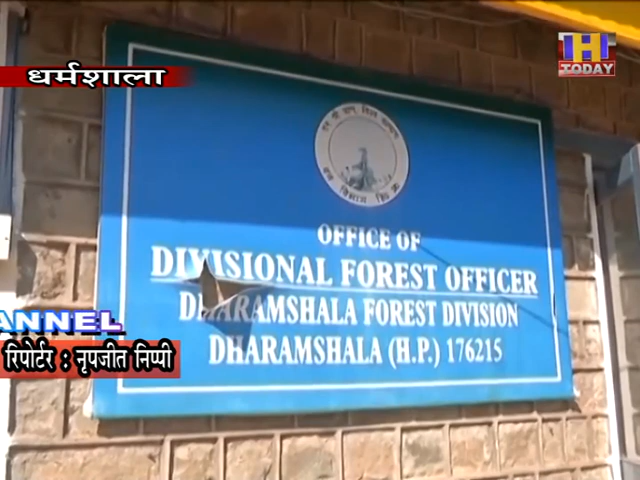 धर्मशाला
TODAY
OFFICE OF
DIVISIONAL FOREST OFFICER
DHARAMSHALA FOREST DIVISION
DHARAMSHALA (H.P.) 176215
ANNEL
रिपोर्टर : नृपजीत निप्पी